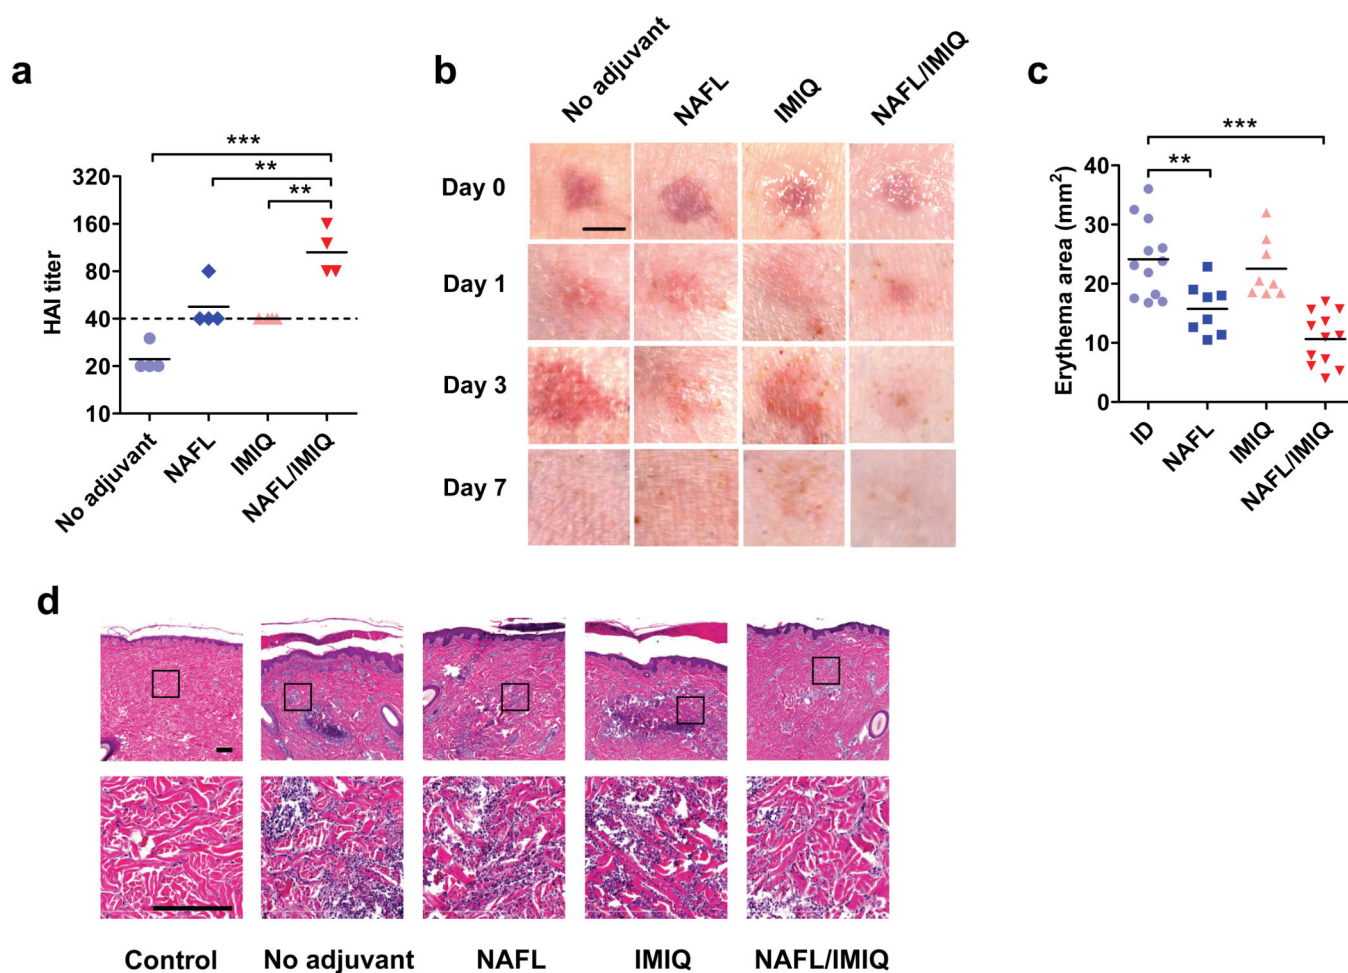 a
HAI titer
320
160
80
40
20
10
***
**
**
No adjuvant
NAFL
IMIQ
NAFL/IMIQ
b
No adjuvant
NAFL
IMIQ
NAFL/IMIQ
Day 0
Day 1
Day 3
Day 7
c
Erythema area (mm²)
40
30
20
10
0
***
**
ID
NAFL
IMIQ
NAFL/IMIQ
d
Control
No adjuvant
NAFL
IMIQ
NAFL/IMIQ